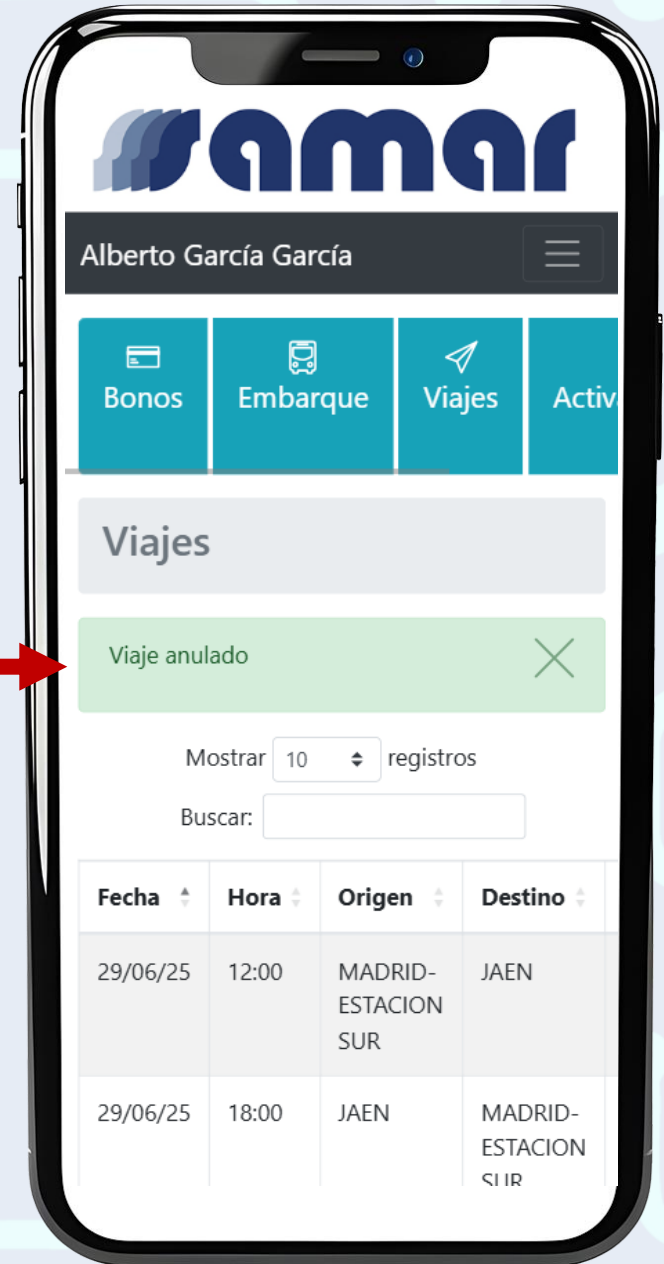 samar
Alberto García García
Bonos
Embarque
Viajes
Activ
Viajes
Viaje anulado
Mostrar 10 registros
Buscar:
Fecha Hora Origen Destino
29/06/25 12:00 MADRID- JAEN
ESTACION
SUR
29/06/25 18:00 JAEN MADRID-
ESTACION
SUR